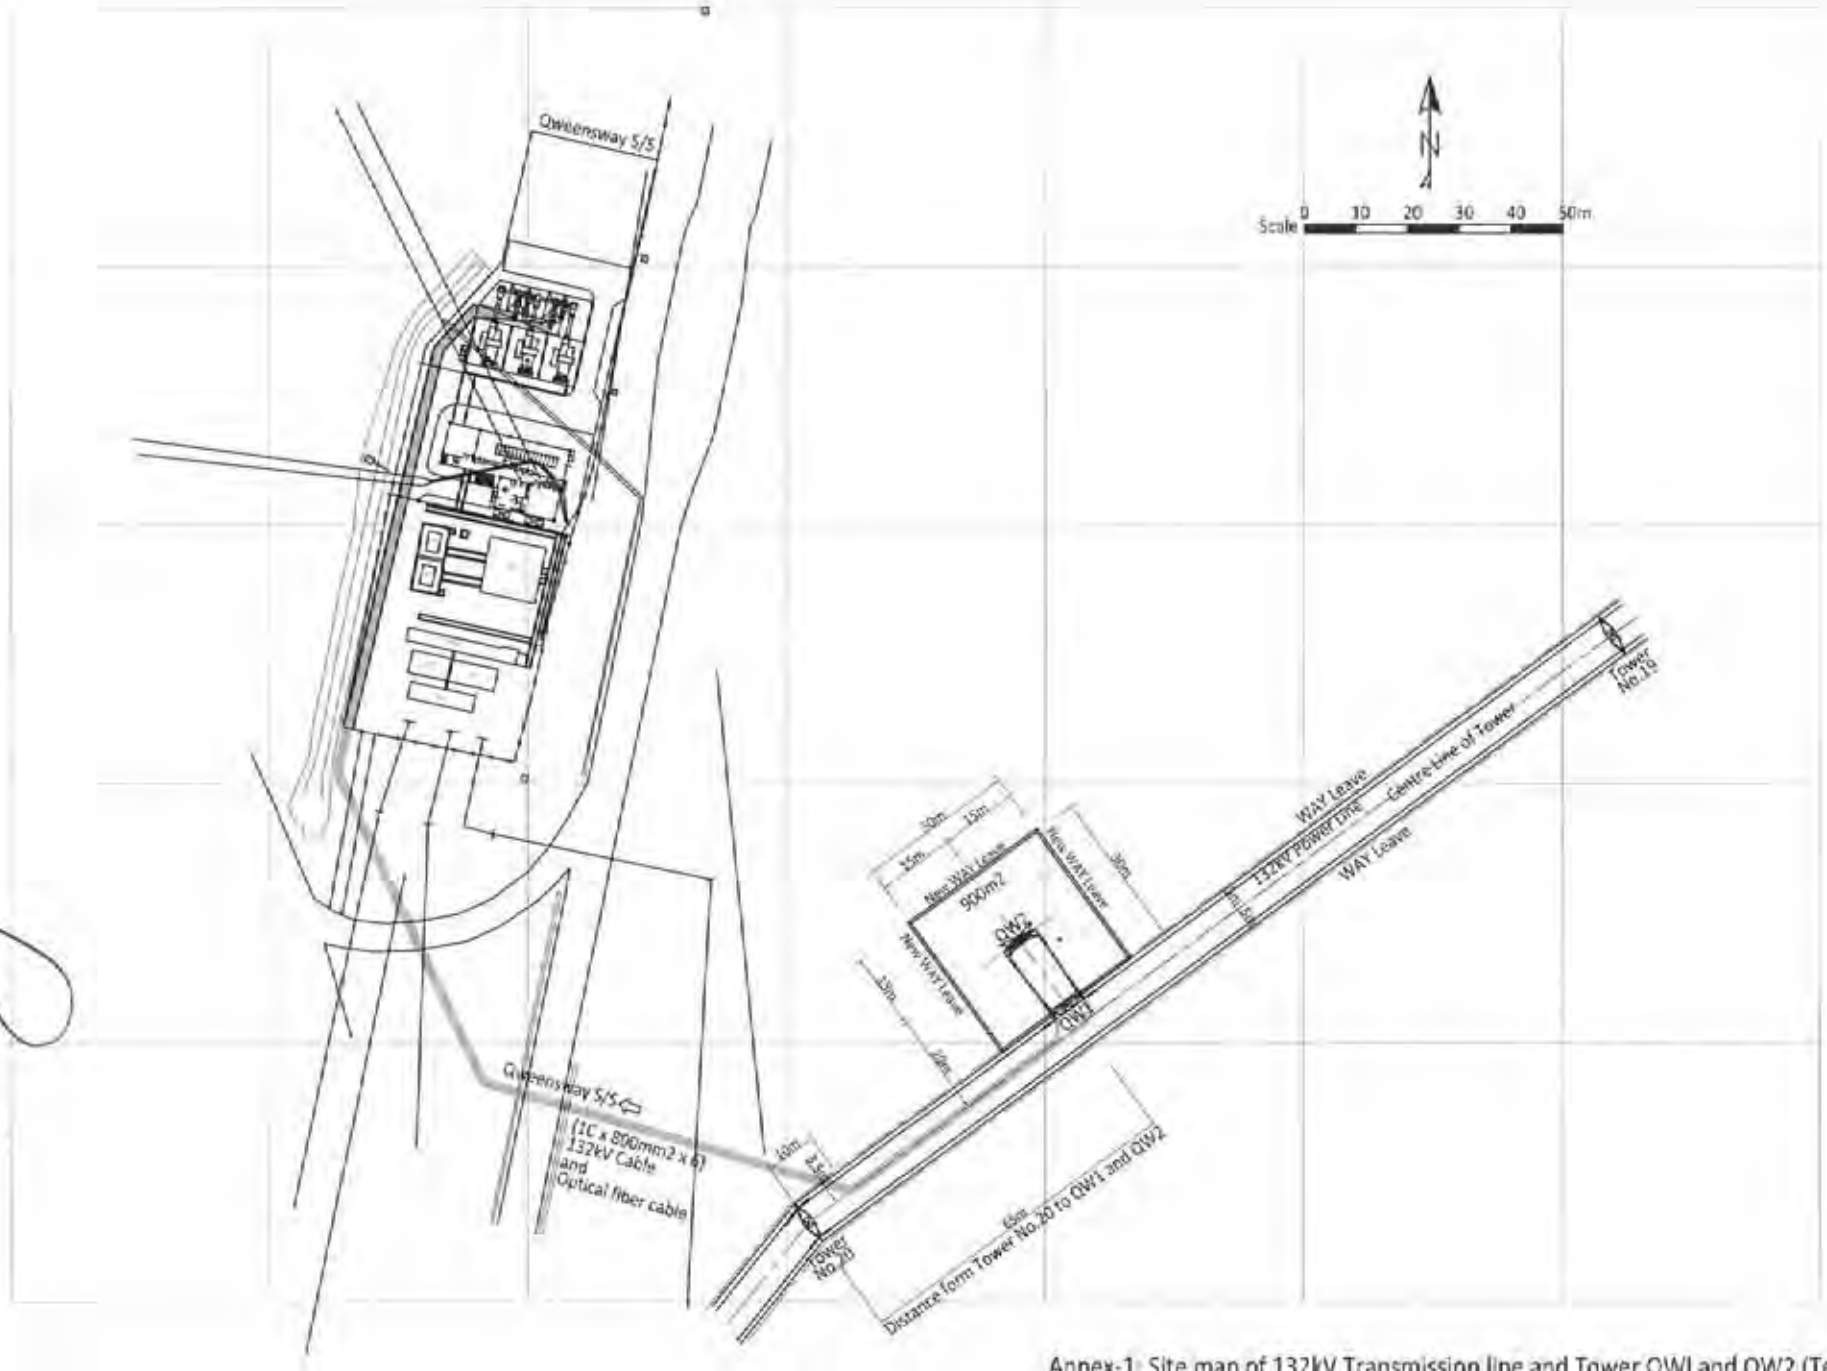 Qweensway S/S
N
0 10 20 30 40 50m
Scale
Tower
No.19
Centre Line of Tower
WAY Leave
132kV Power Line
WAY Leave
30m
15m
15m
New WAY Leave
900m2
New WAY Leave
30m
QW2
New WAY Leave
QW1
15m
Qweensway S/S
(1C x 800mm2 x 6)
132kV Cable
and
Optical fiber cable
10m
Tower
No.20
65m
Distance form Tower No.20 to QW1 and QW2
Annex-1: Site map of 132kV Transmission line and Tower QWI and QW2